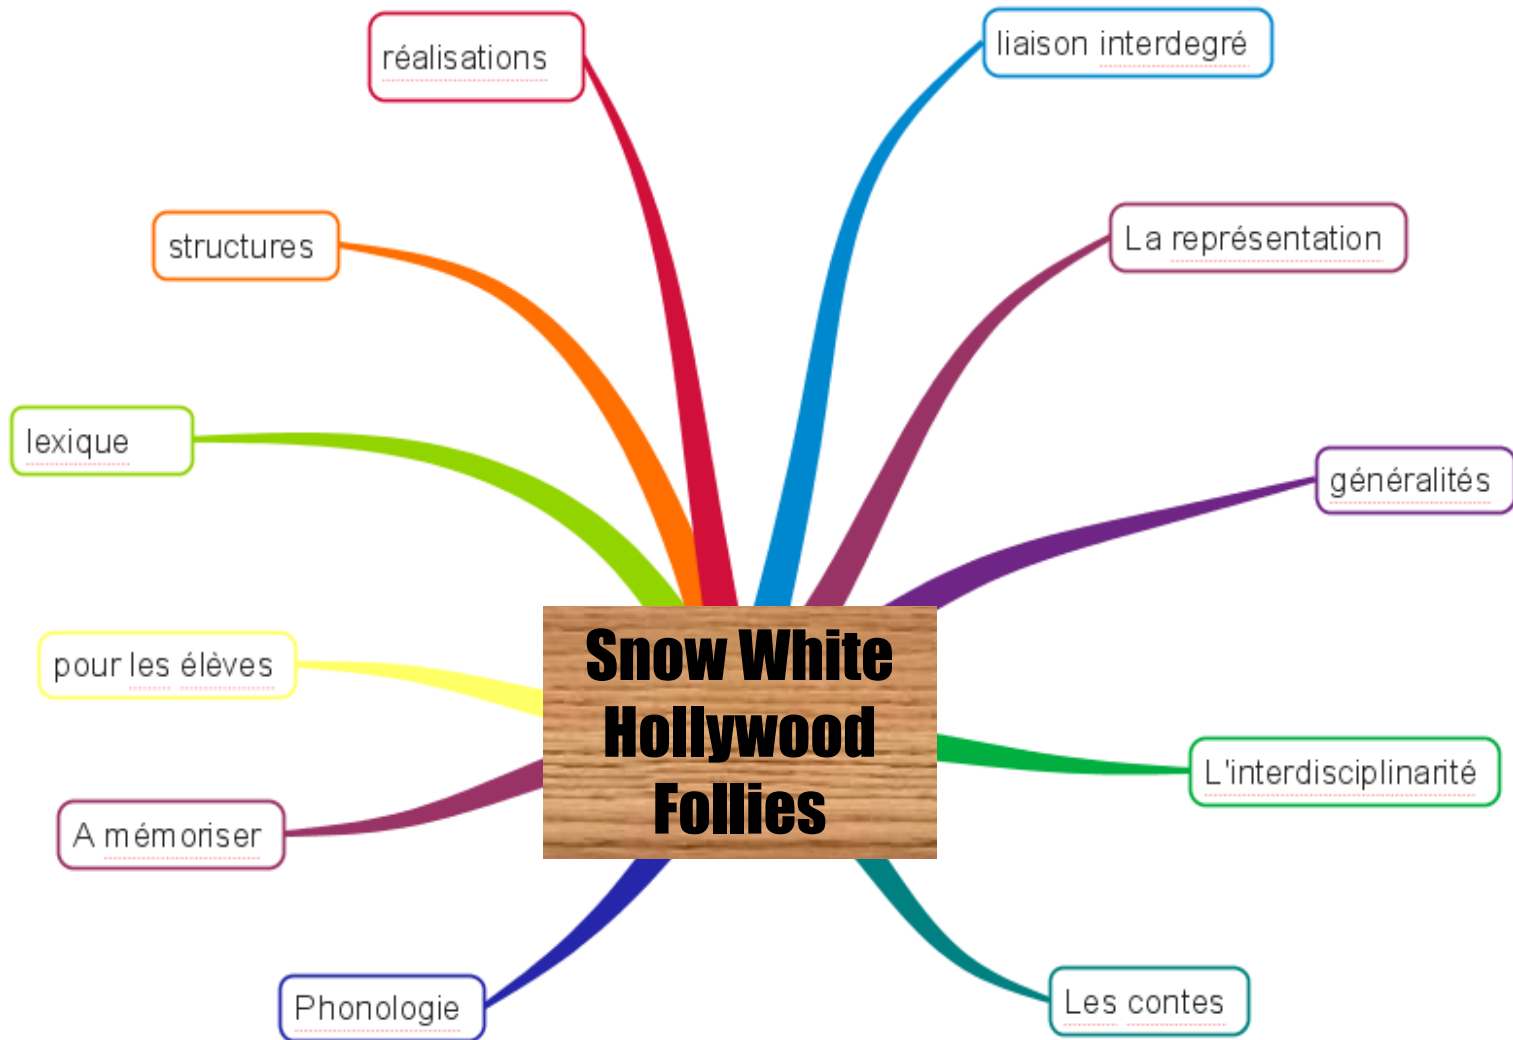 réalisations
liaison interdegré
structures
La représentation
lexique
généralités
pour les élèves
Snow White
Hollywood
Follies
L'interdisciplinarité
A mémoriser
Phonologie
Les contes